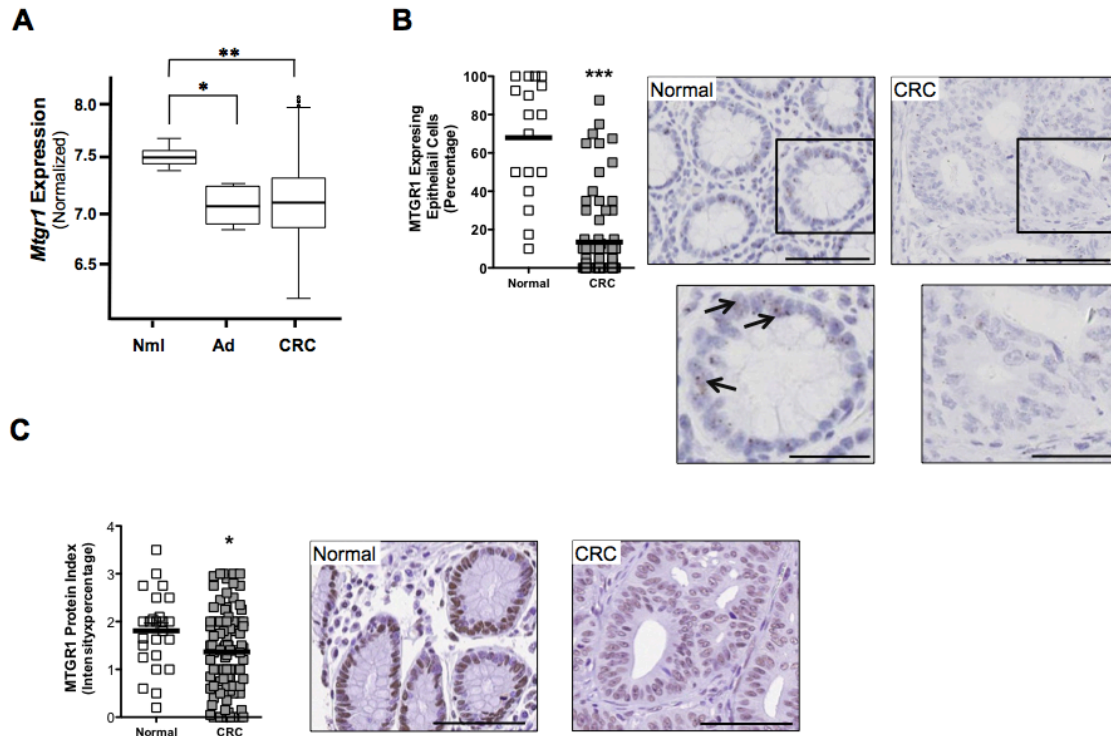 A
** 
*
8.0
7.5
7.0
6.5
Mtgr1 Expression
(Normalized)
Nml Ad CRC
B
***
100
80
60
40
20
0
MTGR1 Expresing
Epitheilail Cells
(Percentage)
Normal CRC
Normal
CRC
C
*
4
3
2
1
0
MTGR1 Protein Index
(Intensityxpercentage)
Normal CRC
Normal
CRC